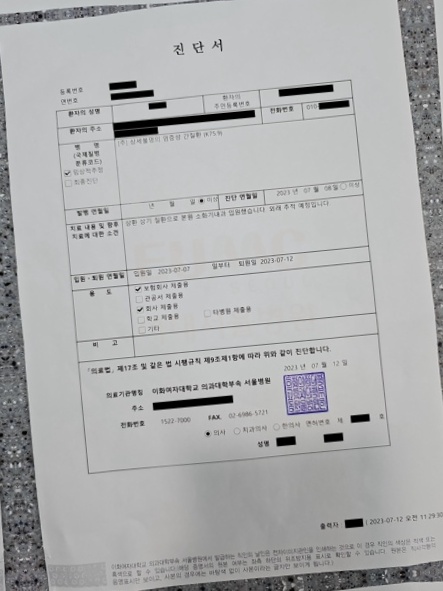 진 단 서
등록번호
연번호
환자의 성명
환자의 주민등록번호
환자의 주소
전화번호 010
병 명
(국제질병
분류코드)
(주) 상세불명의 염증성 간질환 (K75.9)
☑ 임상적추정
☐ 최종진단
발병 연월일 년 월 일 ◉ 미상 진단 연월일 2023 년 07 월 08 일 ○ 미상
치료 내용 및 향후
치료에 대한 소견
상환 상기 질환으로 본원 소화기내과 입원했습니다. 외래 추적 예정입니다.
입원 · 퇴원 연월일 입원일 2023-07-07 일부터 퇴원일 2023-07-12
용 도
☑ 보험회사 제출용
☐ 관공서 제출용
☑ 회사 제출용
☐ 학교 제출용 ☐ 타병원 제출용
☐ 기타
비 고
「의료법」 제17조 및 같은 법 시행규칙 제9조제1항에 따라 위와 같이 진단합니다.
2023 년 07 월 12 일
의료기관명칭 이화여자대학교 의과대학부속 서울병원
주소
전화번호 1522-7000 FAX. 02-6986-5721
◉ 의사 ○ 치과의사 ○ 한의사 면허번호 제 호
성명
출력자 | 2023-07-12 오전 11:29:30